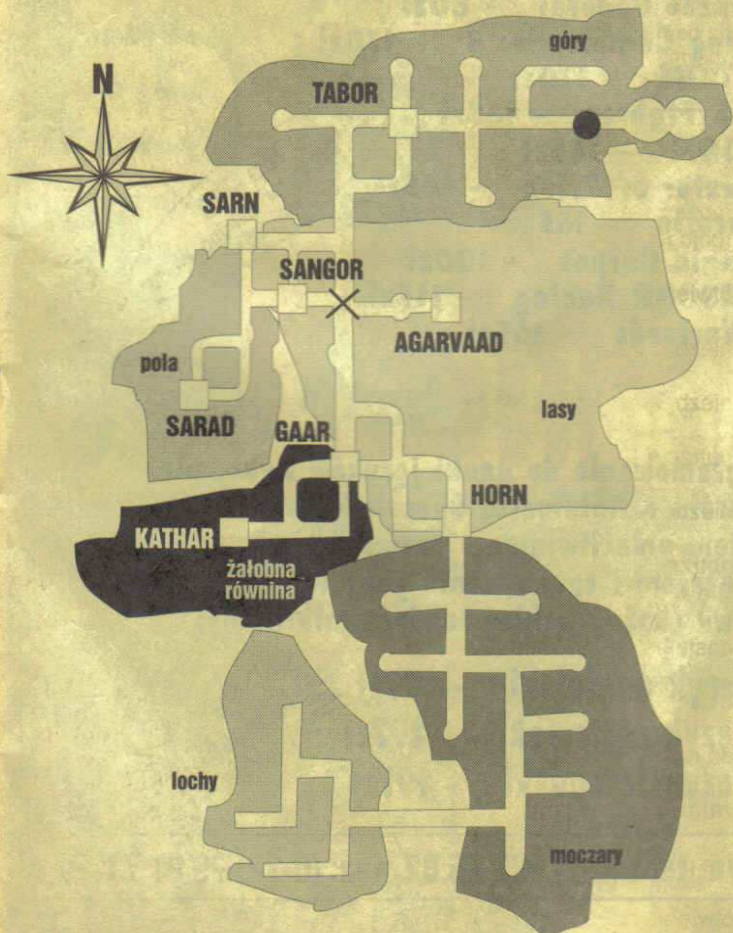 góry
N
TABOR
SARN
SANGOR
AGARVAAD
pola
lasy
SARAD
GAAR
HORN
KATHAR
żałobna
równina
lochy
moczary